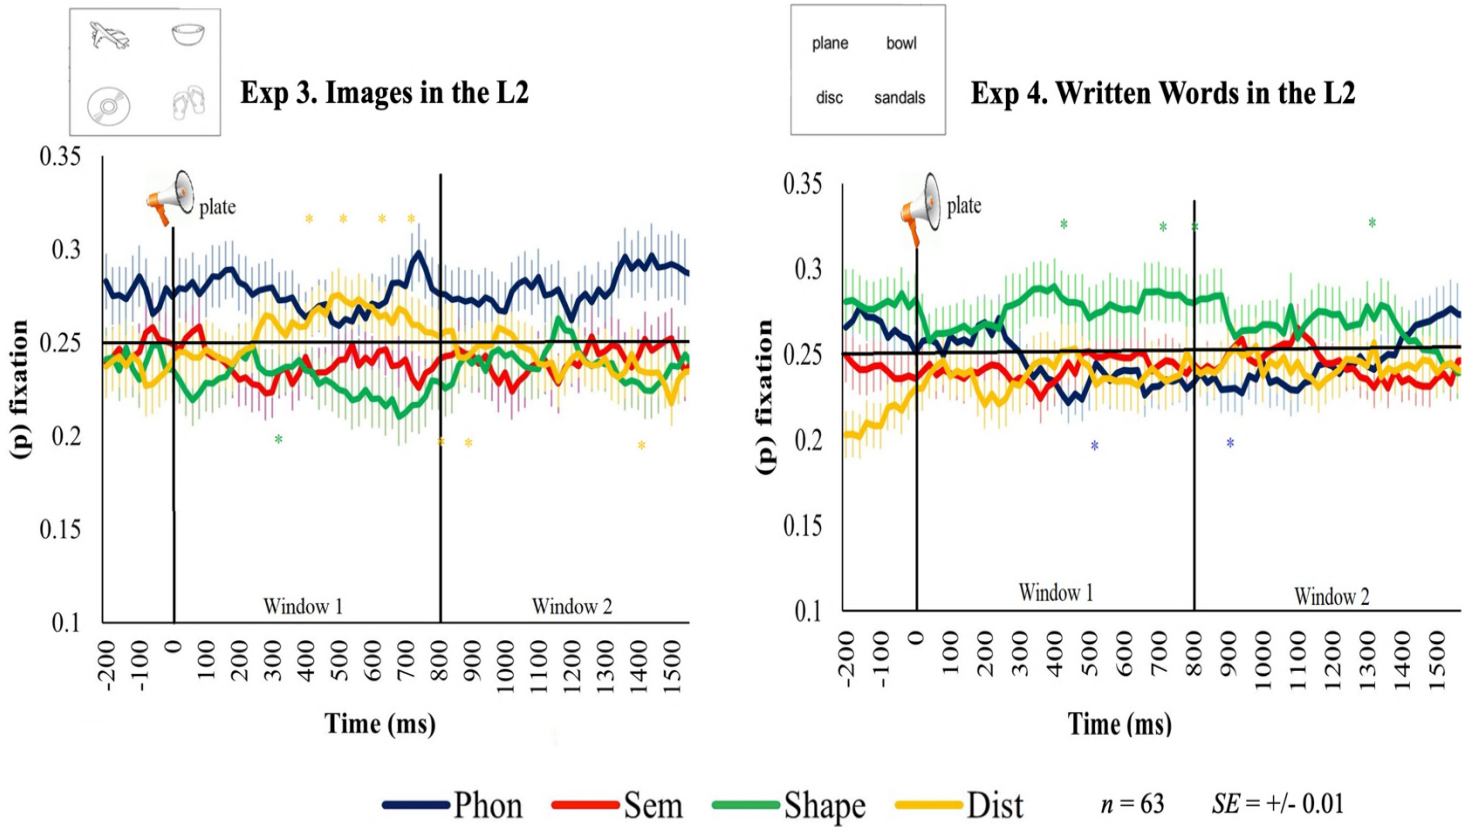 Exp 3. Images in the L2
plate
0.35
0.3
0.25
0.2
0.15
0.1
(p) fixation
* * * *
*
* * *
Window 1
Window 2
-200 -100 0 100 200 300 400 500 600 700 800 900 1000 1100 1200 1300 1400 1500
Time (ms)
plane bowl
disc sandals
Exp 4. Written Words in the L2
plate
0.35
0.3
0.25
0.2
0.15
0.1
(p) fixation
* * * *
* *
Window 1
Window 2
-200 -100 0 100 200 300 400 500 600 700 800 900 1000 1100 1200 1300 1400 1500
Time (ms)
Phon Sem Shape Dist n = 63 SE = +/- 0.01